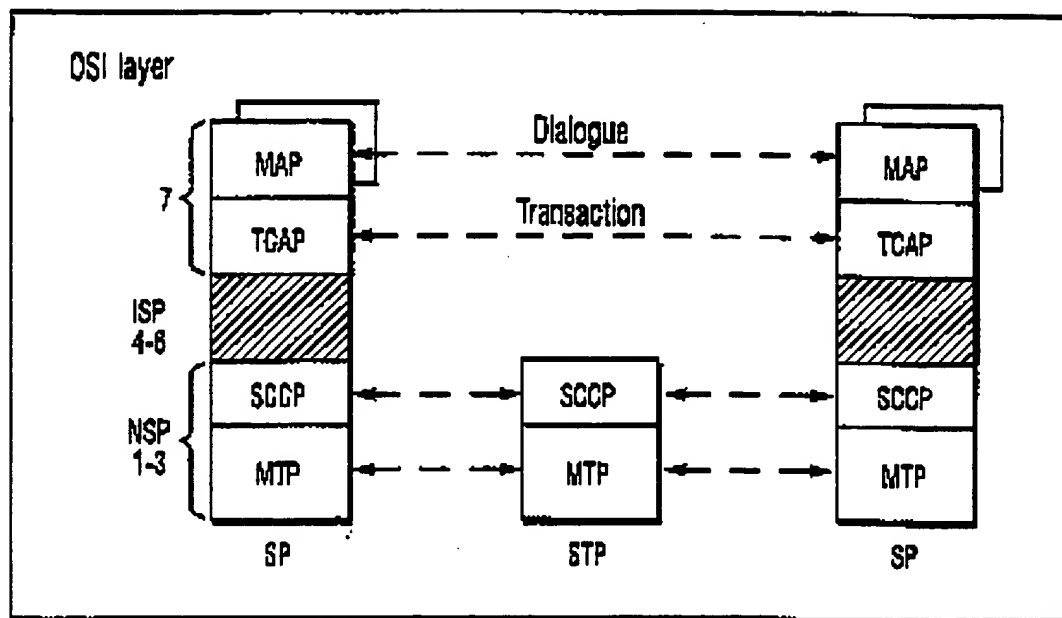 OSI layer
Dialogue
MAP
MAP
7
Transaction
TCAP
TCAP
ISP
4-6
SCCP
SCCP
SCCP
NSP
1-3
MTP
MTP
MTP
SP
STP
SP